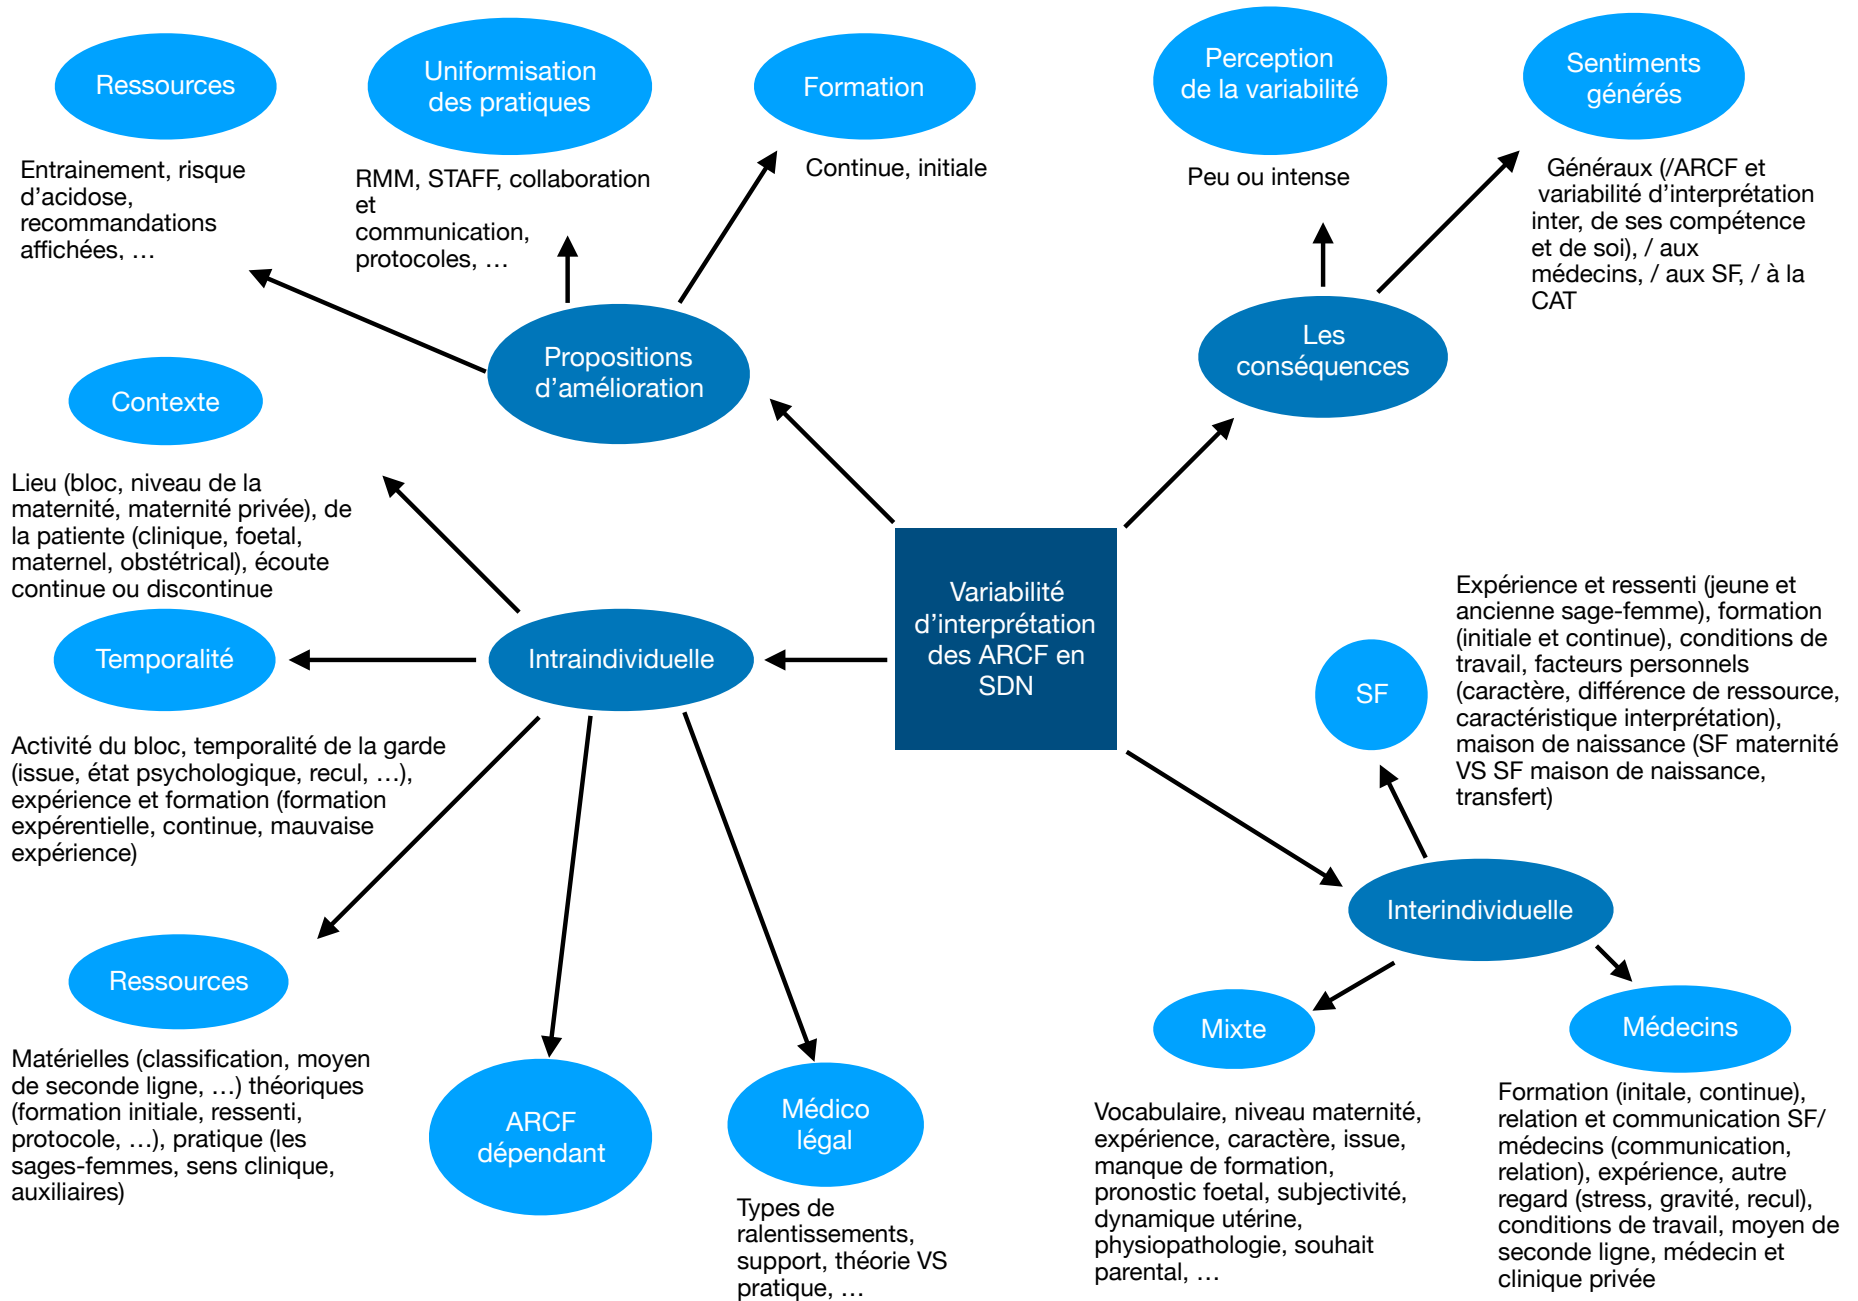 Ressources
Entrainement, risque
d’acidose,
recommandations
affichées, …
Uniformisation
des pratiques
RMM, STAFF, collaboration
et
communication,
protocoles, …
Formation
Continue, initiale
Perception
de la variabilité
Peu ou intense
Sentiments
générés
Généraux (/ARCF et
variabilité d’interprétation
inter, de ses compétence
et de soi), / aux
médecins, / aux SF, / à la
CAT
Propositions
d’amélioration
Les
conséquences
Contexte
Lieu (bloc, niveau de la
maternité, maternité privée), de
la patiente (clinique, foetal,
maternel, obstétrical), écoute
continue ou discontinue
Temporalité
Activité du bloc, temporalité de la garde
(issue, état psychologique, recul, …),
expérience et formation (formation
expérentielle, continue, mauvaise
expérience)
Intraindividuelle
Variabilité
d’interprétation
des ARCF en
SDN
SF
Expérience et ressenti (jeune et
ancienne sage-femme), formation
(initiale et continue), conditions de
travail, facteurs personnels
(caractère, différence de ressource,
caractéristique interprétation),
maison de naissance (SF maternité
VS SF maison de naissance,
transfert)
Interindividuelle
Ressources
Matérielles (classification, moyen
de seconde ligne, …) théoriques
(formation initiale, ressenti,
protocole, …), pratique (les
sages-femmes, sens clinique,
auxiliaires)
ARCF
dépendant
Médico
légal
Types de
ralentissements,
support, théorie VS
pratique, …
Mixte
Vocabulaire, niveau maternité,
expérience, caractère, issue,
manque de formation,
pronostic foetal, subjectivité,
dynamique utérine,
physiopathologie, souhait
parental, …
Médecins
Formation (initale, continue),
relation et communication SF/
médecins (communication,
relation), expérience, autre
regard (stress, gravité, recul),
conditions de travail, moyen de
seconde ligne, médecin et
clinique privée